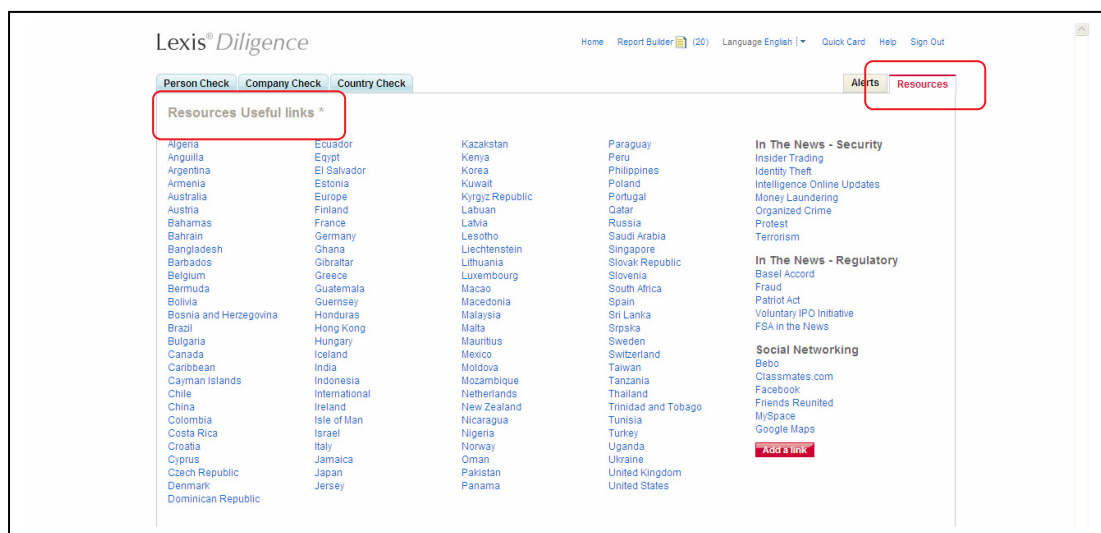 Lexis® Diligence
Home Report Builder (20) Language English Quick Card Help Sign Out
Person Check Company Check Country Check Alerts Resources
Resources Useful links *
Algeria
Anguilla
Argentina
Armenia
Australia
Austria
Bahamas
Bahrain
Bangladesh
Barbados
Belgium
Bermuda
Bolivia
Bosnia and Herzegovina
Brazil
Bulgaria
Canada
Caribbean
Cayman Islands
Chile
China
Colombia
Costa Rica
Croatia
Cyprus
Czech Republic
Denmark
Dominican Republic
Ecuador
Egypt
El Salvador
Estonia
Europe
Finland
France
Germany
Ghana
Gibraltar
Greece
Guatemala
Guernsey
Honduras
Hong Kong
Hungary
Iceland
India
Indonesia
International
Ireland
Isle of Man
Israel
Italy
Jamaica
Japan
Jersey
Kazakstan
Kenya
Korea
Kuwait
Kyrgyz Republic
Labuan
Latvia
Lesotho
Liechtenstein
Lithuania
Luxembourg
Macao
Macedonia
Malaysia
Malta
Mauritius
Mexico
Moldova
Mozambique
Netherlands
New Zealand
Nicaragua
Nigeria
Norway
Oman
Pakistan
Panama
Paraguay
Peru
Philippines
Poland
Portugal
Qatar
Russia
Saudi Arabia
Singapore
Slovak Republic
Slovenia
South Africa
Spain
Sri Lanka
Srpska
Sweden
Switzerland
Taiwan
Tanzania
Thailand
Trinidad and Tobago
Tunisia
Turkey
Uganda
Ukraine
United Kingdom
United States
In The News - Security
Insider Trading
Identity Theft
Intelligence Online Updates
Money Laundering
Organized Crime
Protest
Terrorism
In The News - Regulatory
Basel Accord
Fraud
Patriot Act
Voluntary IPO Initiative
FSA in the News
Social Networking
Bebo
Classmates.com
Facebook
Friends Reunited
MySpace
Google Maps
Add a link